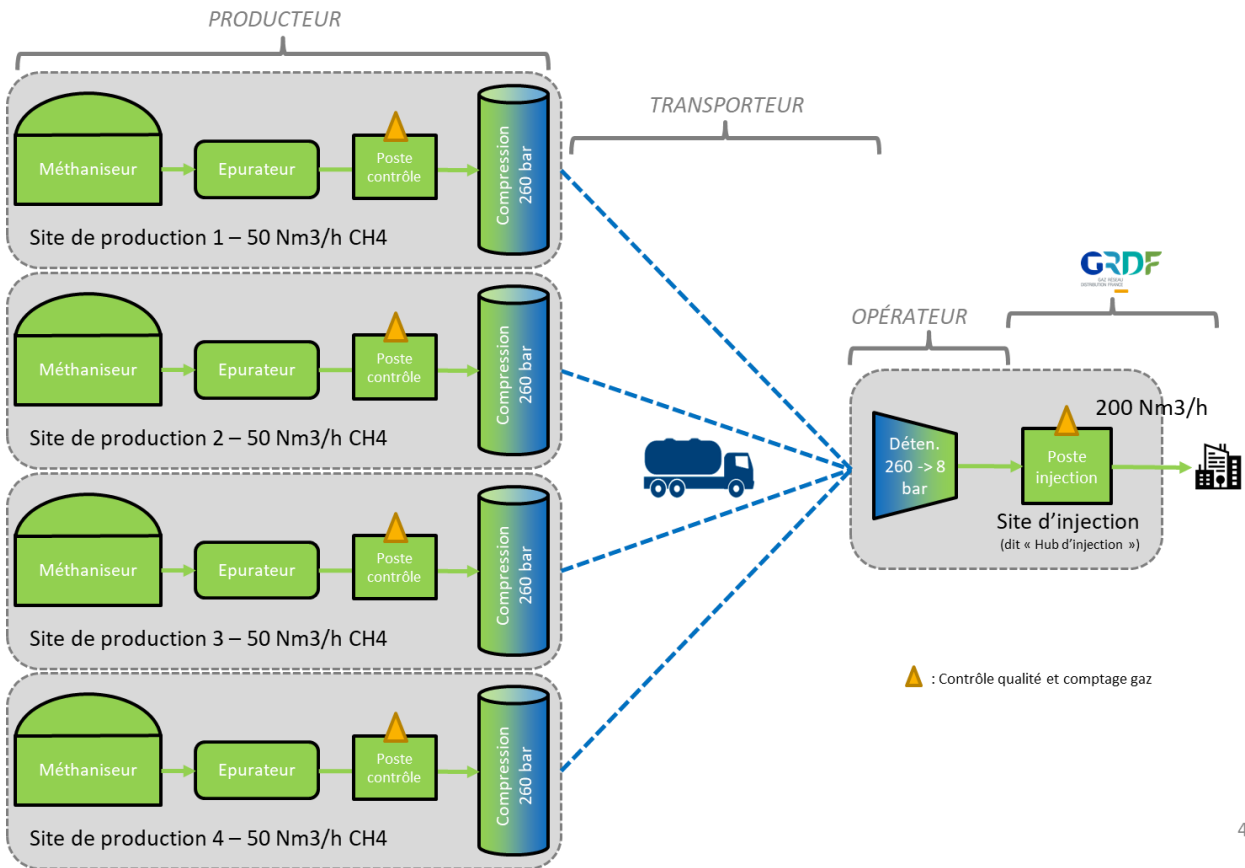 PRODUCTEUR
TRANSPORTEUR
Méthaniseur
Epurateur
Poste
contrôle
Compression
260 bar
Site de production 1 – 50 Nm3/h CH4
Méthaniseur
Epurateur
Poste
contrôle
Compression
260 bar
Site de production 2 – 50 Nm3/h CH4
Méthaniseur
Epurateur
Poste
contrôle
Compression
260 bar
Site de production 3 – 50 Nm3/h CH4
Méthaniseur
Epurateur
Poste
contrôle
Compression
260 bar
Site de production 4 – 50 Nm3/h CH4
GRDF
GAZ RÉSEAU
DISTRIBUTION FRANCE
OPÉRATEUR
200 Nm3/h
Déten.
260 -> 8
bar
Poste
injection
Site d’injection
(dit « Hub d’injection »)
: Contrôle qualité et comptage gaz
4